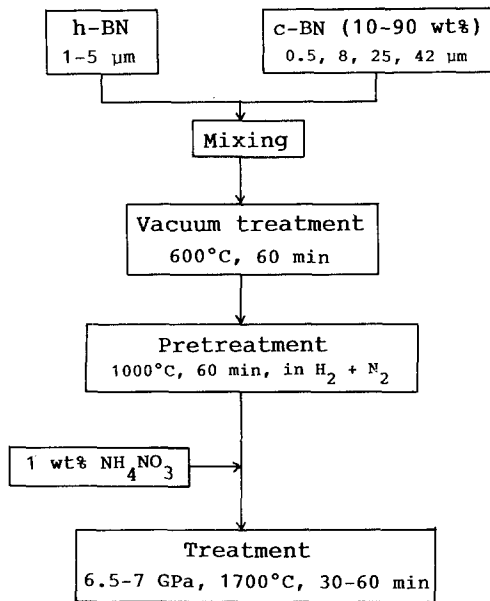 h-BN
1-5 µm
c-BN (10~90 wt%)
0.5, 8, 25, 42 µm
Mixing
Vacuum treatment
600°C, 60 min
Pretreatment
1000°C, 60 min, in H2 + N2
1 wt% NH4NO3
Treatment
6.5-7 GPa, 1700°C, 30-60 min